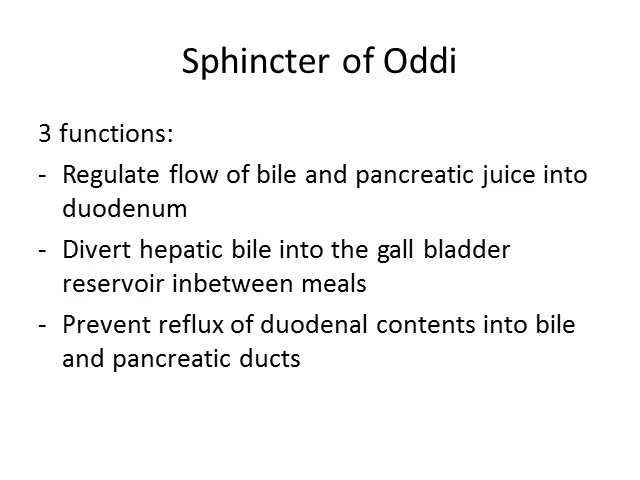 Sphincter of Oddi
3 functions:
- Regulate flow of bile and pancreatic juice into
duodenum
- Divert hepatic bile into the gall bladder
reservoir inbetween meals
- Prevent reflux of duodenal contents into bile
and pancreatic ducts